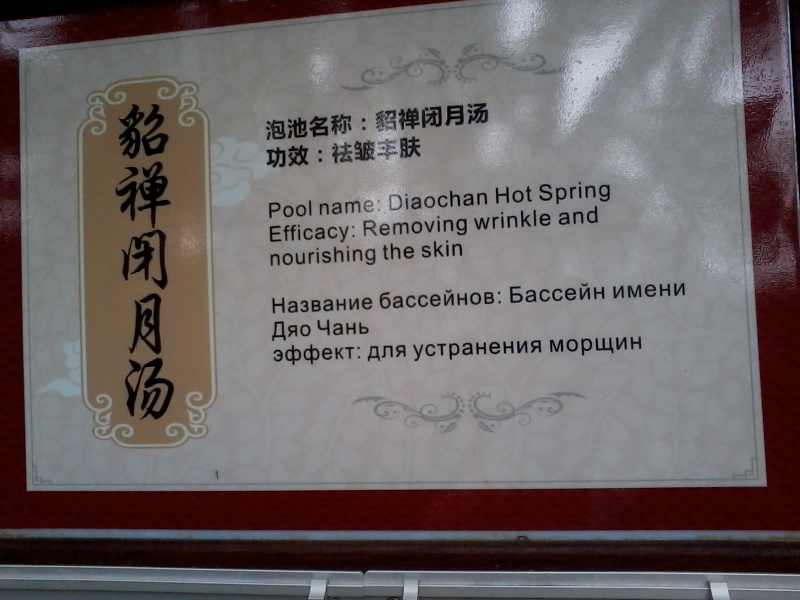 貂禅闭月汤
泡池名称：貂禅闭月汤
功效：祛皱丰肤
Pool name: Diaochan Hot Spring
Efficacy: Removing wrinkle and
nourishing the skin
Название бассейнов: Бассейн имени
Дяо Чань
эффект: для устранения морщин